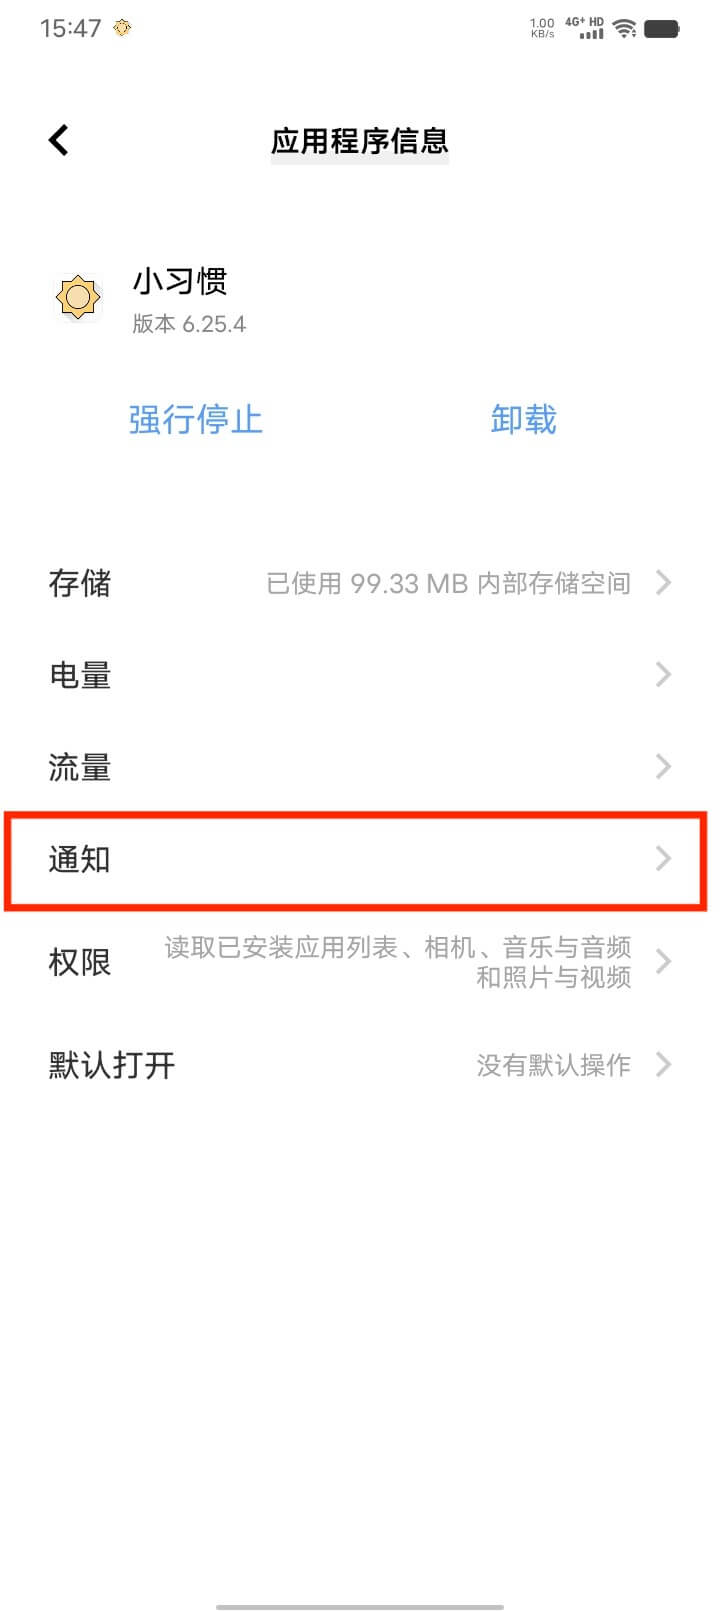 15:47
1.00
KB/s
4G+ HD
应用程序信息
小习惯
版本 6.25.4
强行停止
卸载
存储
已使用 99.33 MB 内部存储空间
电量
流量
通知
权限
读取已安装应用列表、相机、音乐与音频
和照片与视频
默认打开
没有默认操作